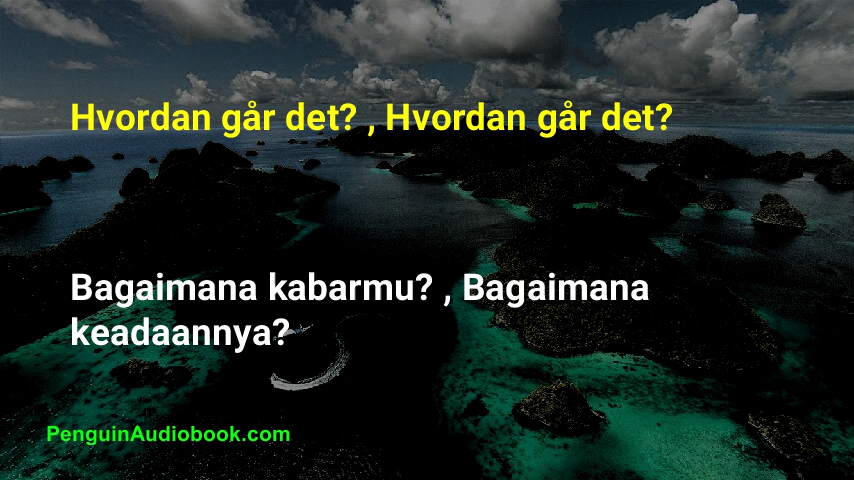 Hvordan går det? , Hvordan går det?
Bagaimana kabarmu? , Bagaimana
keadaannya?
PenguinAudiobook.com